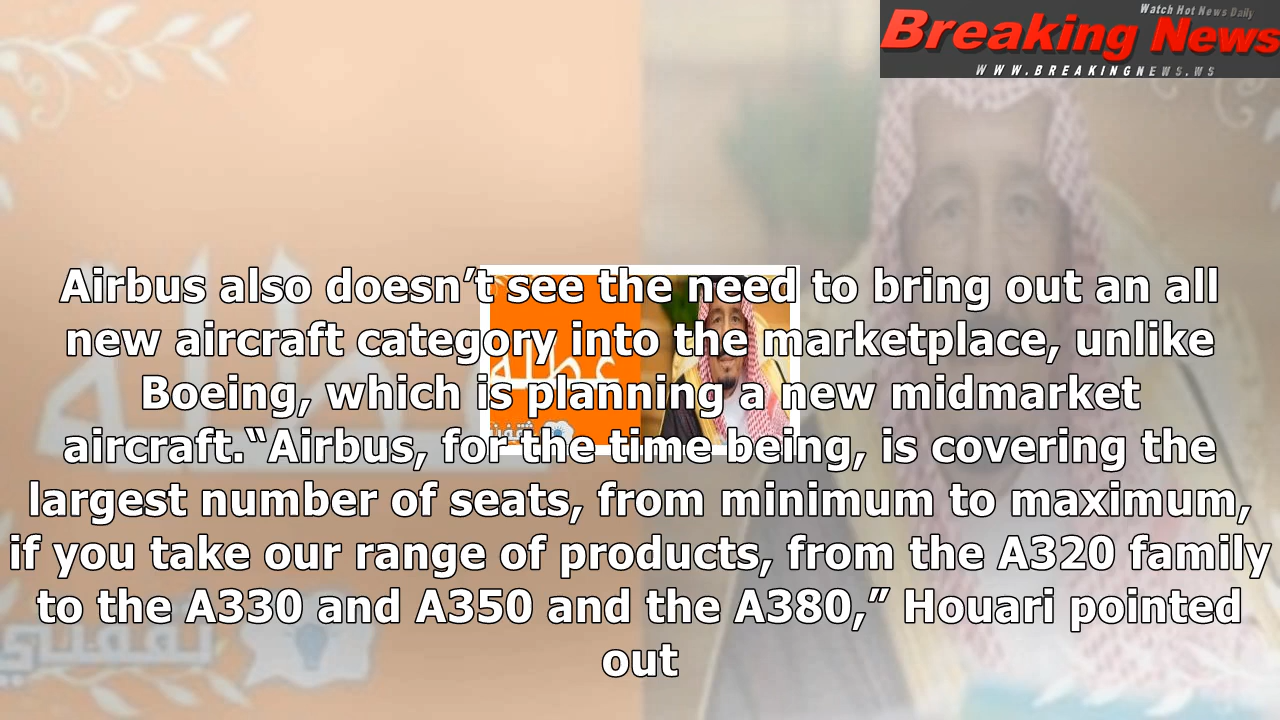 Watch Hot News Daily
Breaking News
WWW.BREAKINGNEWS.WS
Airbus also doesn’t see the need to bring out an all
new aircraft category into the marketplace, unlike
Boeing, which is planning a new midmarket
aircraft.“Airbus, for the time being, is covering the
largest number of seats, from minimum to maximum,
if you take our range of products, from the A320 family
to the A330 and A350 and the A380,” Houari pointed
out
عطلة